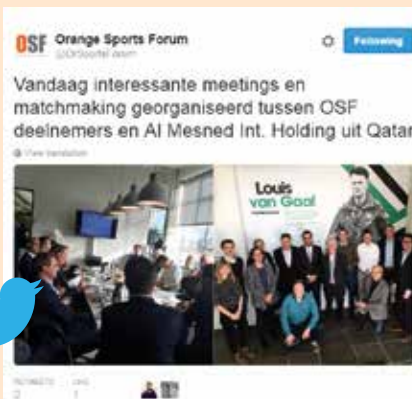 OSF Orange Sports Forum
Following
Vandaag interessante meetings en
matchmaking georganiseerd tussen OSF
deelnemers en Al Mesned Int. Holding uit Qatar
View translation
Louis
van Gaal